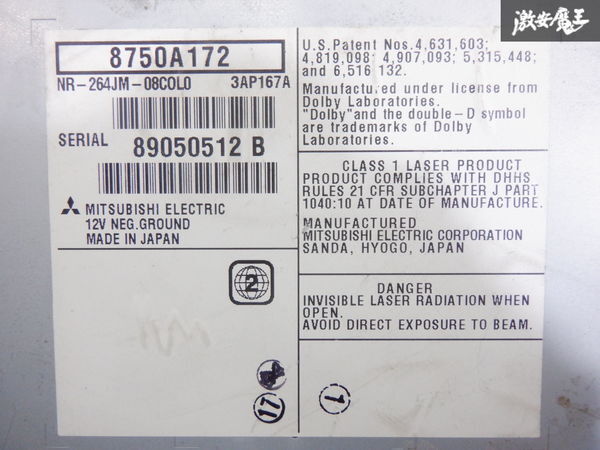 激安魔王
8750A172
NR-264JM-08COLO 3AP167A
SERIAL 89050512 B
MITSUBISHI ELECTRIC
12V NEG.GROUND
MADE IN JAPAN
2
17
U.S.Patent Nos.4,631,603;
4,819,098; 4,907,093; 5,315,448;
and 6,516 132.
Manufactured under license from
Dolby Laboratories.
"Dolby"and the double-D symbol
are trademarks of Dolby
Laboratories.
CLASS 1 LASER PRODUCT
PRODUCT COMPLIES WITH DHHS
RULES 21 CFR SUBCHAPTER J PART
1040:10 AT DATE OF MANUFACTURE.
MANUFACTURED
MITSUBISHI ELECTRIC CORPORATION
SANDA, HYOGO, JAPAN
DANGER
INVISIBLE LASER RADIATION WHEN
OPEN.
AVOID DIRECT EXPOSURE TO BEAM.
1